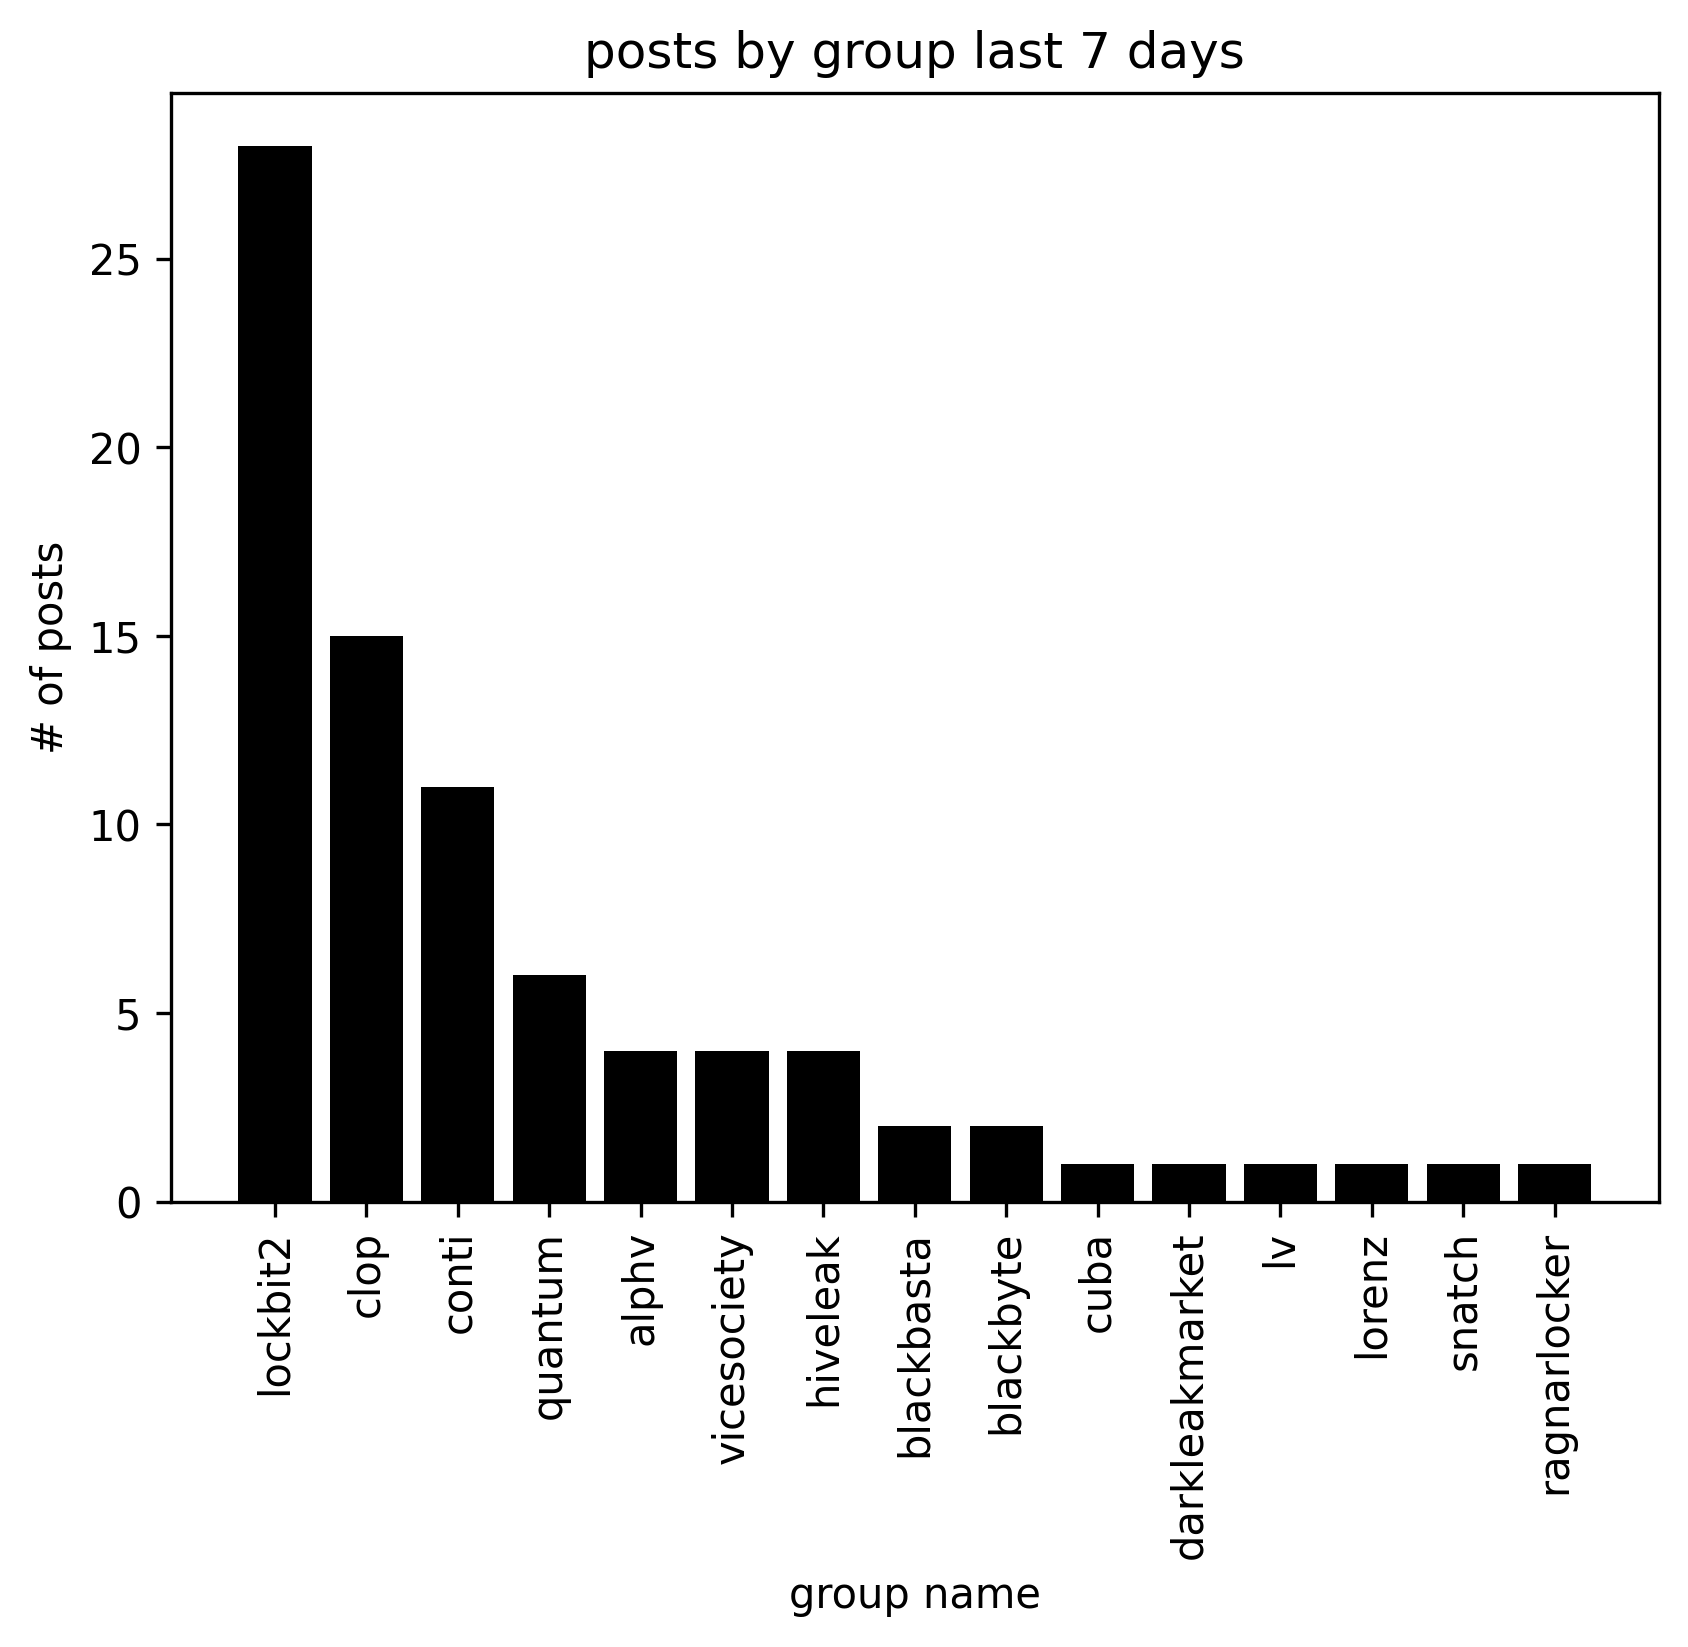 posts by group last 7 days
# of posts
25
20
15
10
5
0
lockbit2
clop
conti
quantum
alphv
vicesociety
hiveleak
blackbasta
blackbyte
cuba
darkleakmarket
lv
lorenz
snatch
ragnarlocker
group name